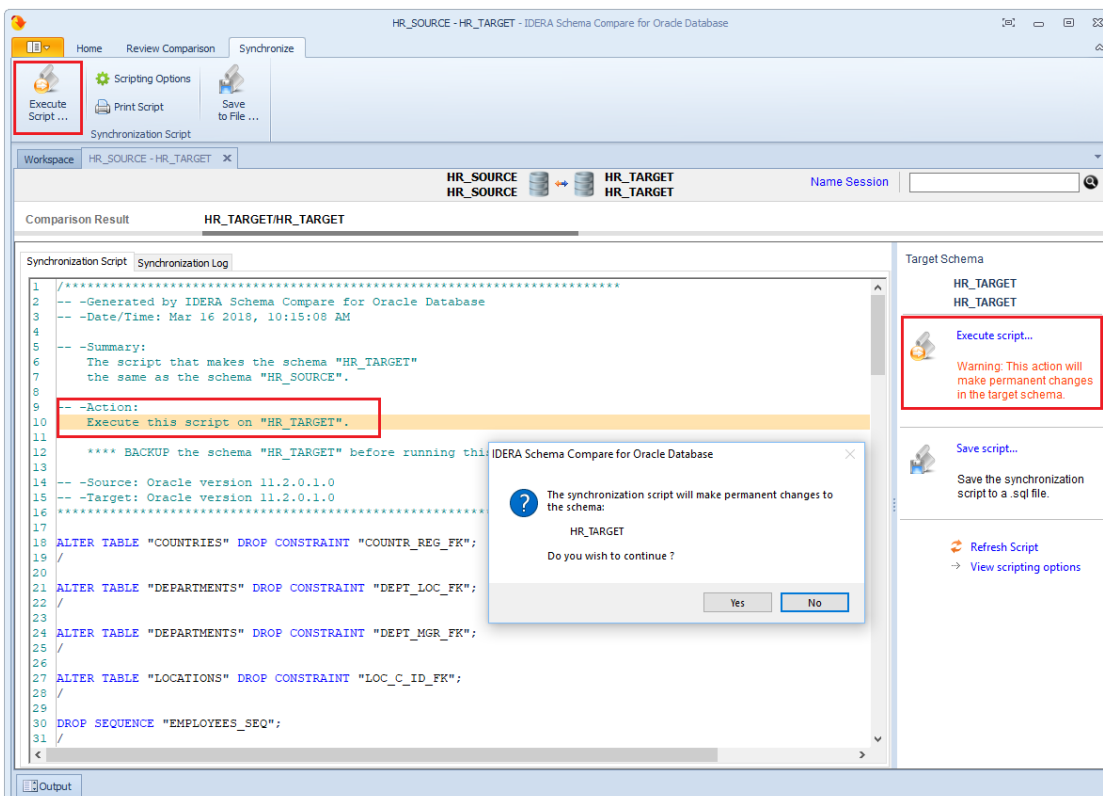 HR_SOURCE - HR_TARGET - IDERA Schema Compare for Oracle Database
Home Review Comparison Synchronize
Execute Script ...
Scripting Options
Print Script
Save to File ...
Synchronization Script
Workspace HR_SOURCE - HR_TARGET
HR_SOURCE HR_TARGET
HR_SOURCE HR_TARGET
Name Session
Comparison Result HR_TARGET/HR_TARGET
Synchronization Script Synchronization Log
1 /**************************************************************************
2 -- -Generated by IDERA Schema Compare for Oracle Database
3 -- -Date/Time: Mar 16 2018, 10:15:08 AM
4
5 -- -Summary:
6 The script that makes the schema "HR_TARGET"
7 the same as the schema "HR_SOURCE".
8
9 -- -Action:
10 Execute this script on "HR_TARGET".
11
12 **** BACKUP the schema "HR_TARGET" before running this
13
14 -- -Source: Oracle version 11.2.0.1.0
15 -- -Target: Oracle version 11.2.0.1.0
16 **********************************************************
17
18 ALTER TABLE "COUNTRIES" DROP CONSTRAINT "COUNTR_REG_FK";
19 /
20
21 ALTER TABLE "DEPARTMENTS" DROP CONSTRAINT "DEPT_LOC_FK";
22 /
23
24 ALTER TABLE "DEPARTMENTS" DROP CONSTRAINT "DEPT_MGR_FK";
25 /
26
27 ALTER TABLE "LOCATIONS" DROP CONSTRAINT "LOC_C_ID_FK";
28 /
29
30 DROP SEQUENCE "EMPLOYEES_SEQ";
31 /
IDERA Schema Compare for Oracle Database
The synchronization script will make permanent changes to
the schema:
HR_TARGET
Do you wish to continue ?
Yes No
Target Schema
HR_TARGET
HR_TARGET
Execute script...
Warning: This action will
make permanent changes
in the target schema.
Save script...
Save the synchronization
script to a .sql file.
Refresh Script
View scripting options
Output